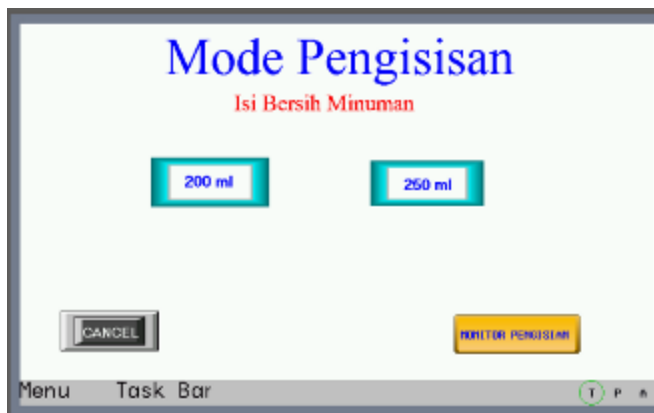 Mode Pengisisan
Isi Bersih Minuman
200 ml
250 ml
CANCEL
MONITOR PENGISIAN
Menu Task Bar
T P n